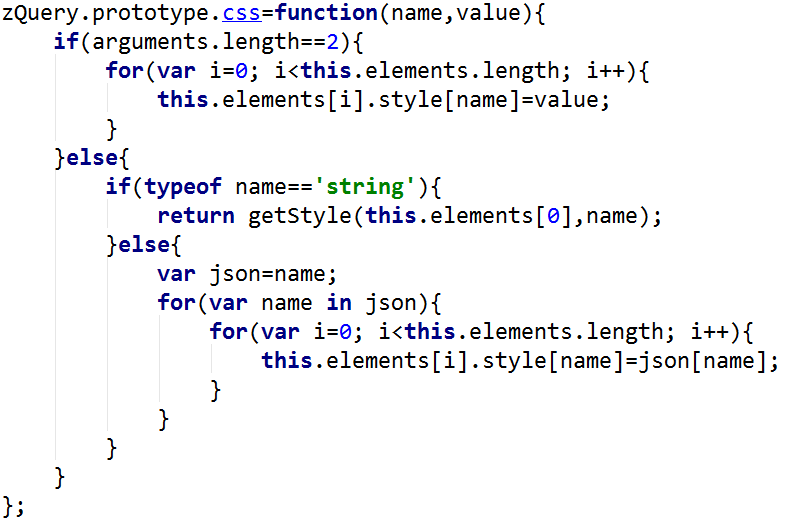 zQuery.prototype.css=function(name,value){
    if(arguments.length==2){
        for(var i=0; i<this.elements.length; i++){
            this.elements[i].style[name]=value;
        }
    }else{
        if(typeof name=='string'){
            return getStyle(this.elements[0],name);
        }else{
            var json=name;
            for(var name in json){
                for(var i=0; i<this.elements.length; i++){
                    this.elements[i].style[name]=json[name];
                }
            }
        }
    }
};